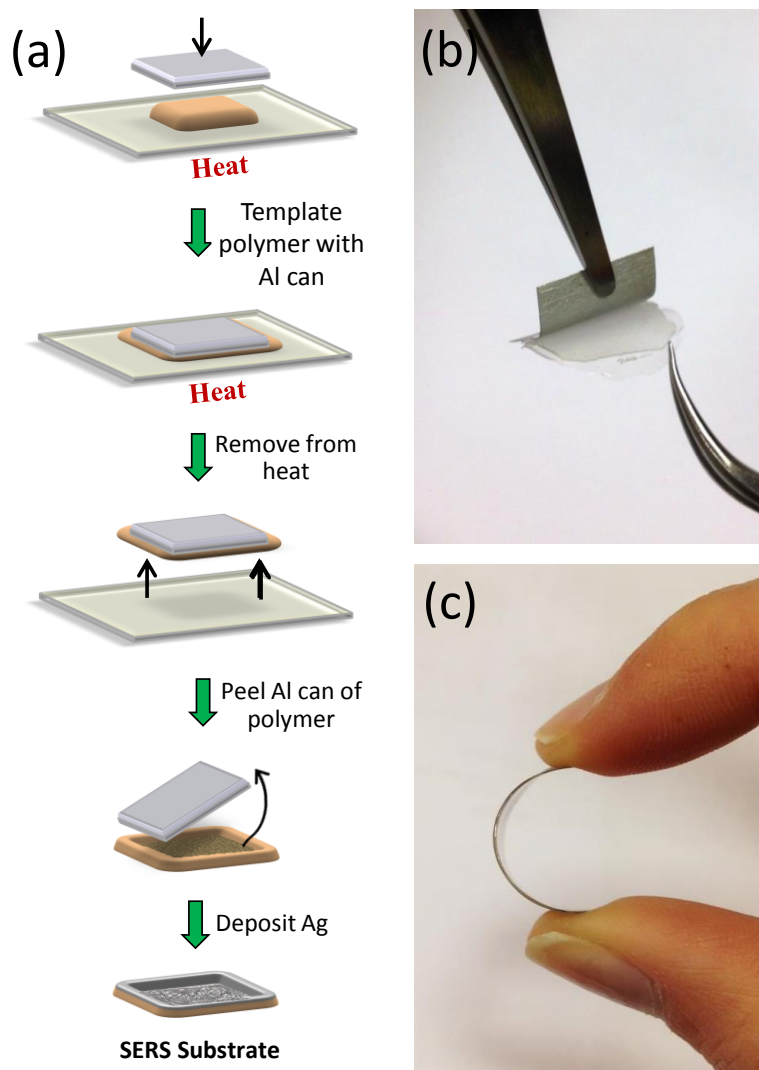 (a)
Heat
Template
polymer with
Al can
Heat
Remove from
heat
Peel Al can of
polymer
Deposit Ag
SERS Substrate
(b)
(c)